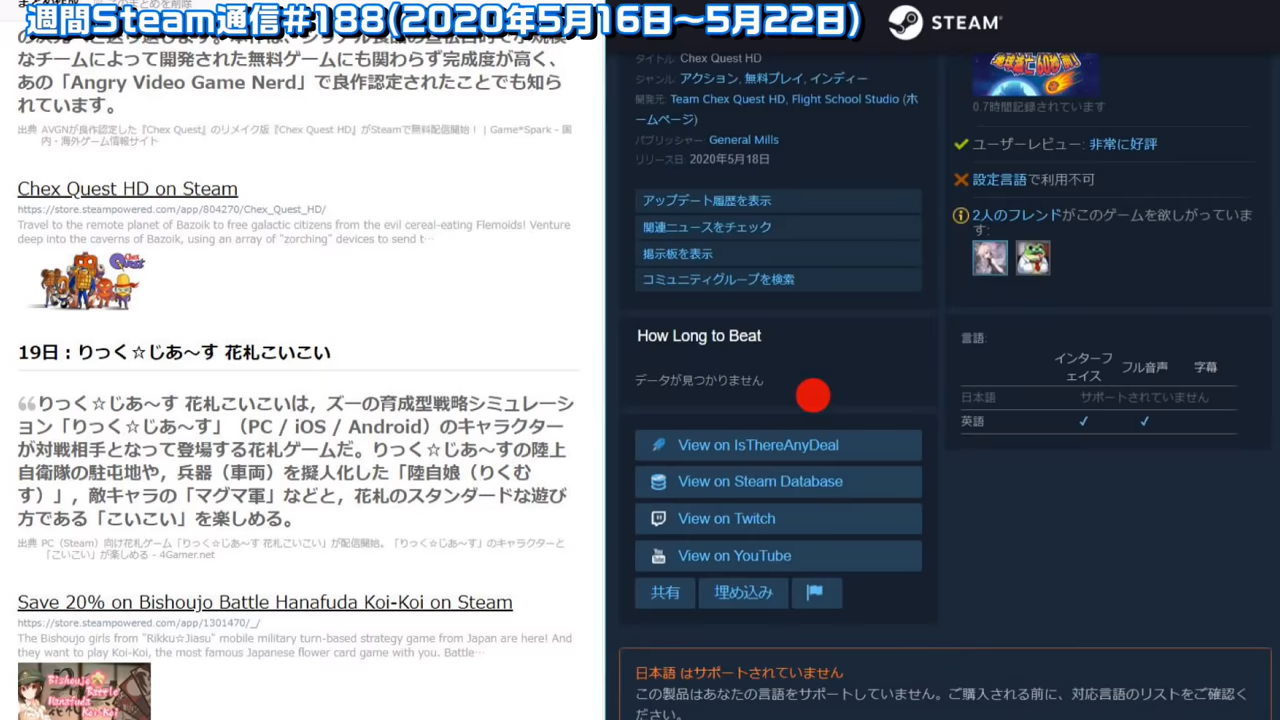 週間Steam通信#188(2020年5月16日～5月22日)
STEAM
チームによって開発された無料ゲームにも関わらず完成度が高く、
あの「Angry Video Game Nerd」で良作認定されたことでも知ら
れています。
出典 AVGNが良作認定した『Chex Quest』のリメイク版『Chex Quest HD』がSteamで無料配信開始！ | Game*Spark - 国
内・海外ゲーム情報サイト
Chex Quest HD on Steam
https://store.steampowered.com/app/804270/Chex_Quest_HD/
Travel to the remote planet of Bazoik to free galactic citizens from the evil cereal-eating Flemoids! Venture
deep into the caverns of Bazoik, using an array of "zorching" devices to send t…
Chex Quest
19日：りっく☆じあ～す 花札こいこい
りっく☆じあ～す 花札こいこいは，ズーの育成型戦略シミュレーシ
ョン「りっく☆じあ～す」（PC / iOS / Android）のキャラクター
が対戦相手となって登場する花札ゲームだ。りっく☆じあ～すの陸上
自衛隊の駐屯地や，兵器（車両）を擬人化した「陸自娘（りくむ
す）」，敵キャラの「マグマ軍」などと，花札のスタンダードな遊び
方である「こいこい」を楽しめる。
出典 PC（Steam）向け花札ゲーム「りっく☆じあ～す 花札こいこい」が配信開始。「りっく☆じあ～す」のキャラクターと
「こいこい」が楽しめる - 4Gamer.net
Save 20% on Bishoujo Battle Hanafuda Koi-Koi on Steam
https://store.steampowered.com/app/1301470/_/
The Bishoujo girls from "Rikku☆Jiasu" mobile military turn-based strategy game from Japan are here! And
they want to play Koi-Koi, the most famous Japanese flower card game with you. Battle…
Bishoujo
Battle
Hanafuda
Koi-Koi
タイトル: Chex Quest HD
ジャンル: アクション, 無料プレイ, インディー
開発元: Team Chex Quest HD, Flight School Studio (ホ
ームページ)
パブリッシャー: General Mills
リリース日: 2020年5月18日
アップデート履歴を表示
関連ニュースをチェック
掲示板を表示
コミュニティグループを検索
How Long to Beat
データが見つかりません
View on IsThereAnyDeal
View on Steam Database
View on Twitch
View on YouTube
共有 埋め込み
地球滅亡60秒前!
0.7時間記録されています
ユーザーレビュー: 非常に好評
設定言語で利用不可
2人のフレンドがこのゲームを欲しがっていま
す:
言語:
インターフ
ェイス フル音声 字幕
日本語 サポートされていません
英語 ✓ ✓
日本語 はサポートされていません
この製品はあなたの言語をサポートしていません。ご購入される前に、対応言語のリストをご確認く
ださい。